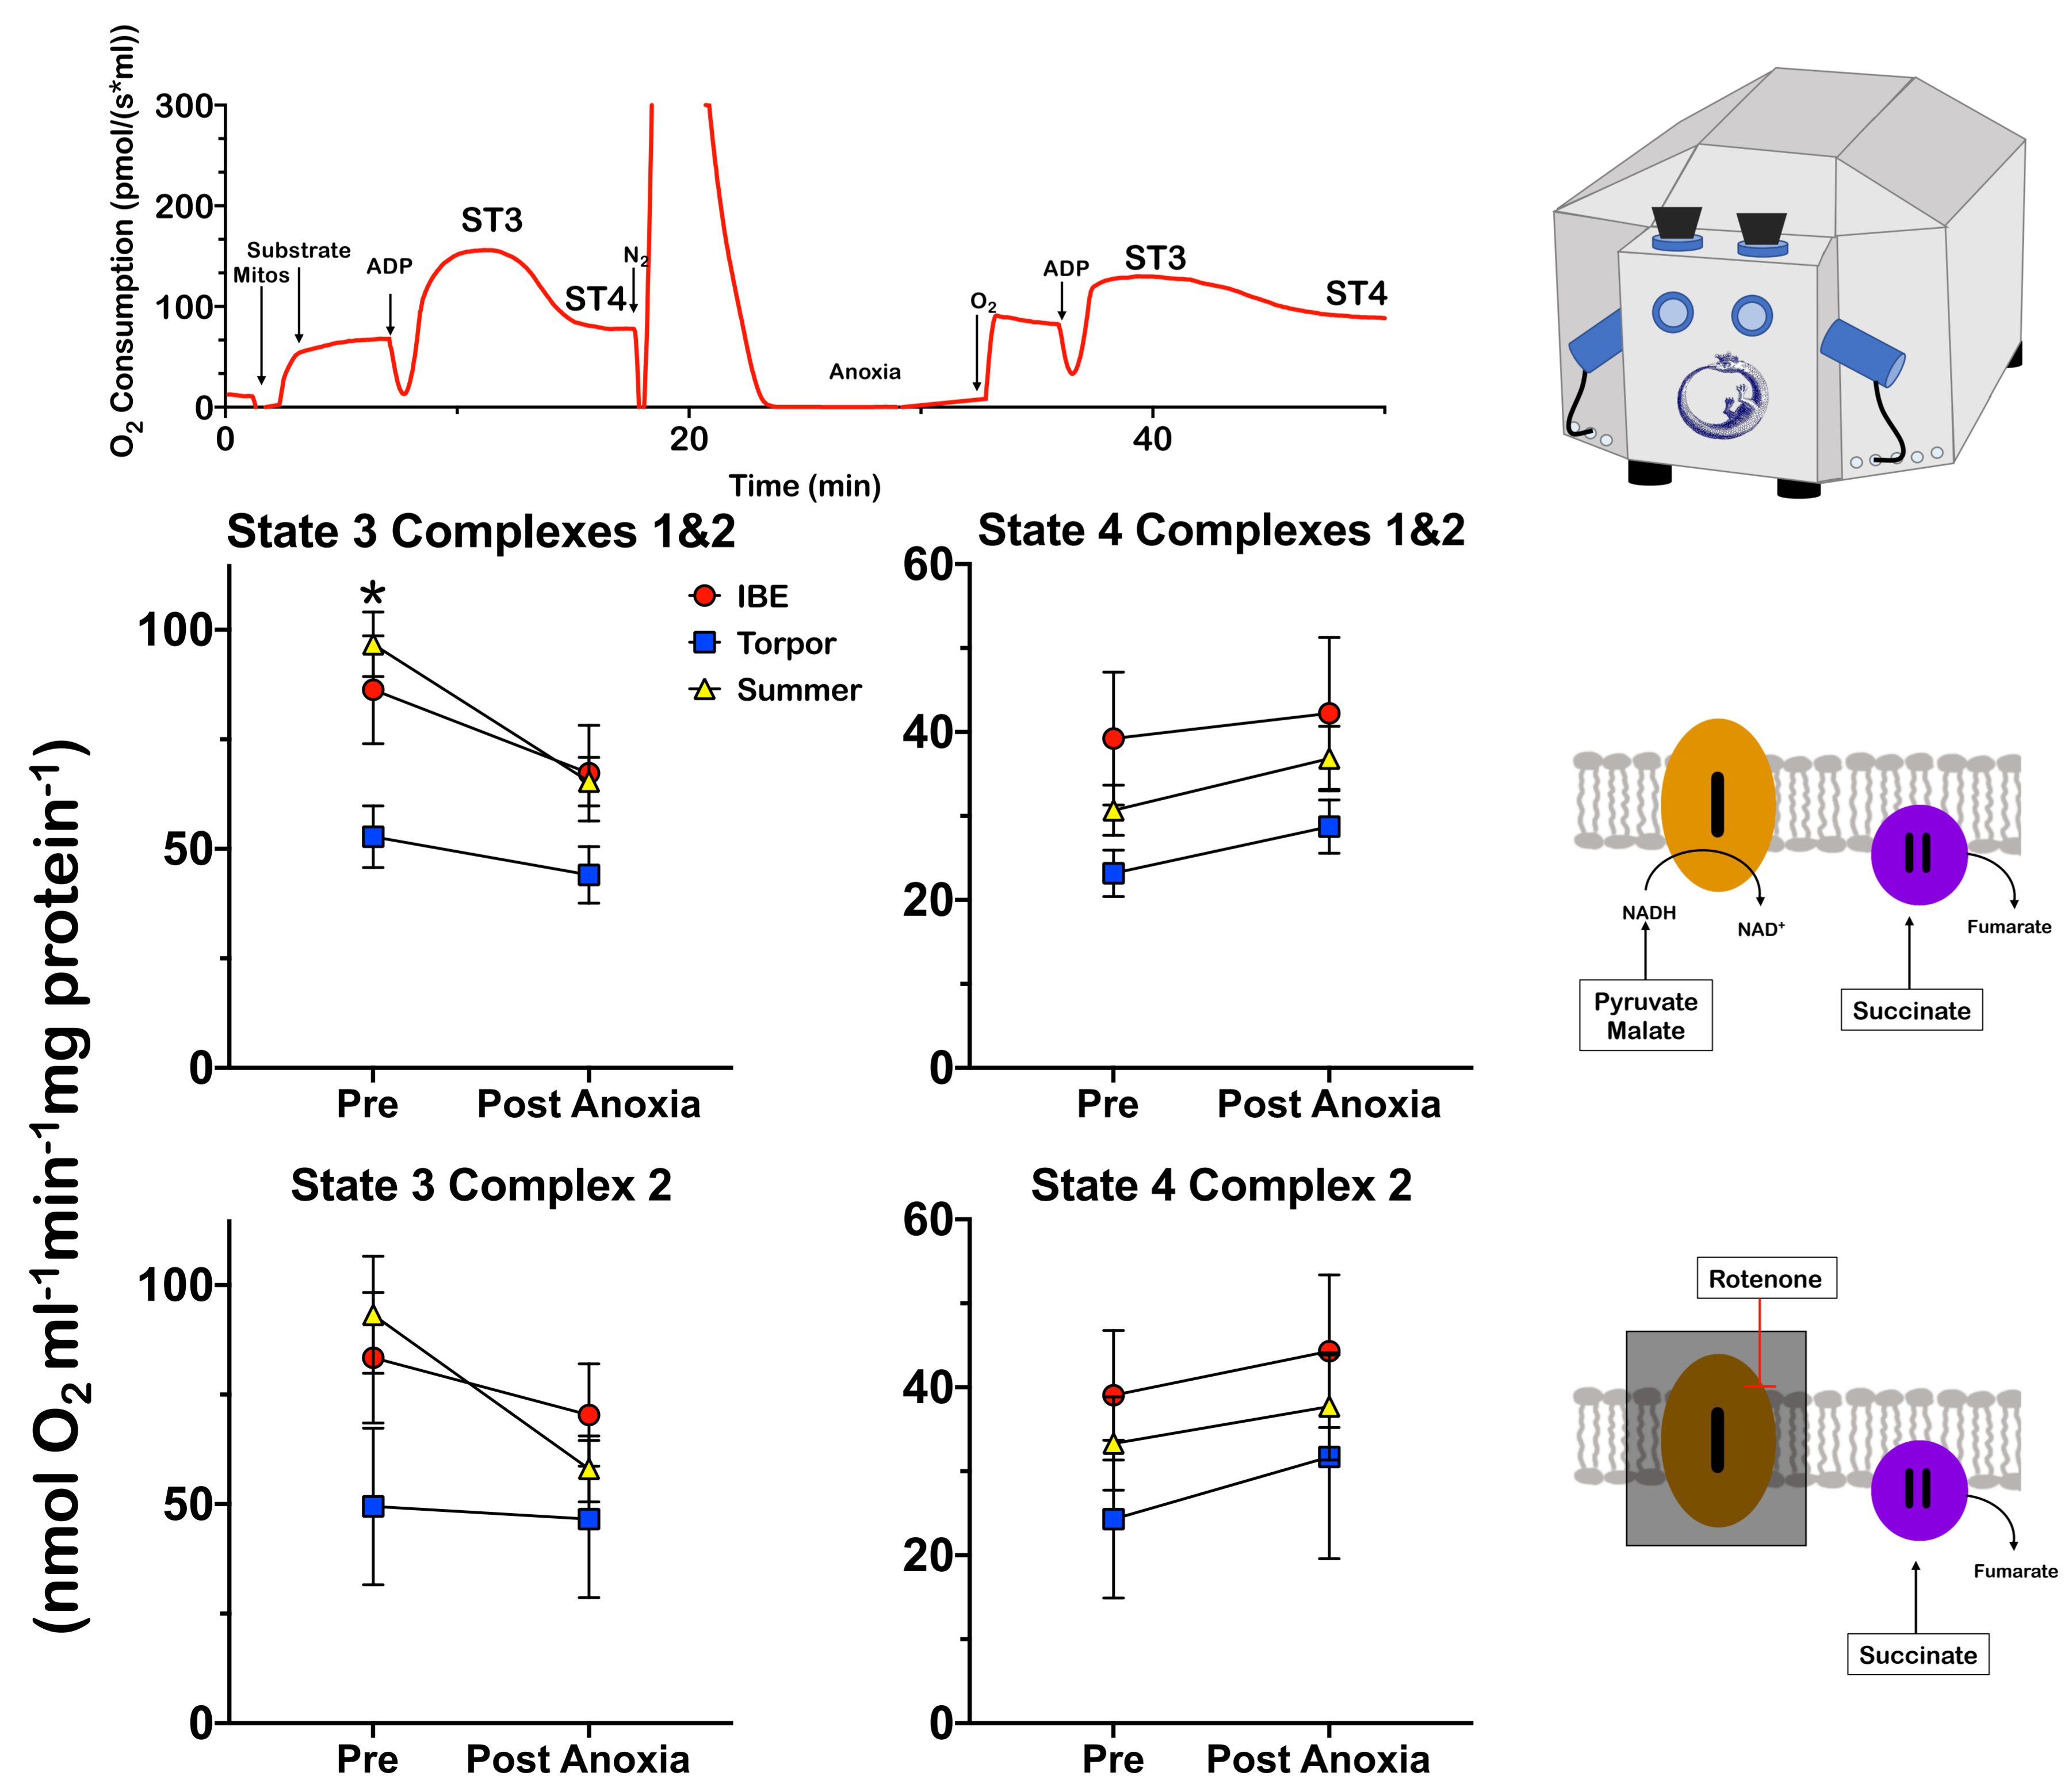 O₂ Consumption (pmol/(s*ml))
300
200
100
0
0
20
40
Time (min)
Mitos
Substrate
ADP
ST3
ST4
N₂
Anoxia
O₂
ADP
ST3
ST4
(nmol O₂ ml⁻¹min⁻¹mg protein⁻¹)
State 3 Complexes 1&2
*
100
50
0
Pre
Post Anoxia
IBE
Torpor
Summer
State 4 Complexes 1&2
60
40
20
0
Pre
Post Anoxia
I
II
NADH
NAD⁺
Fumarate
Pyruvate
Malate
Succinate
State 3 Complex 2
100
50
0
Pre
Post Anoxia
State 4 Complex 2
60
40
20
0
Pre
Post Anoxia
Rotenone
I
II
Fumarate
Succinate